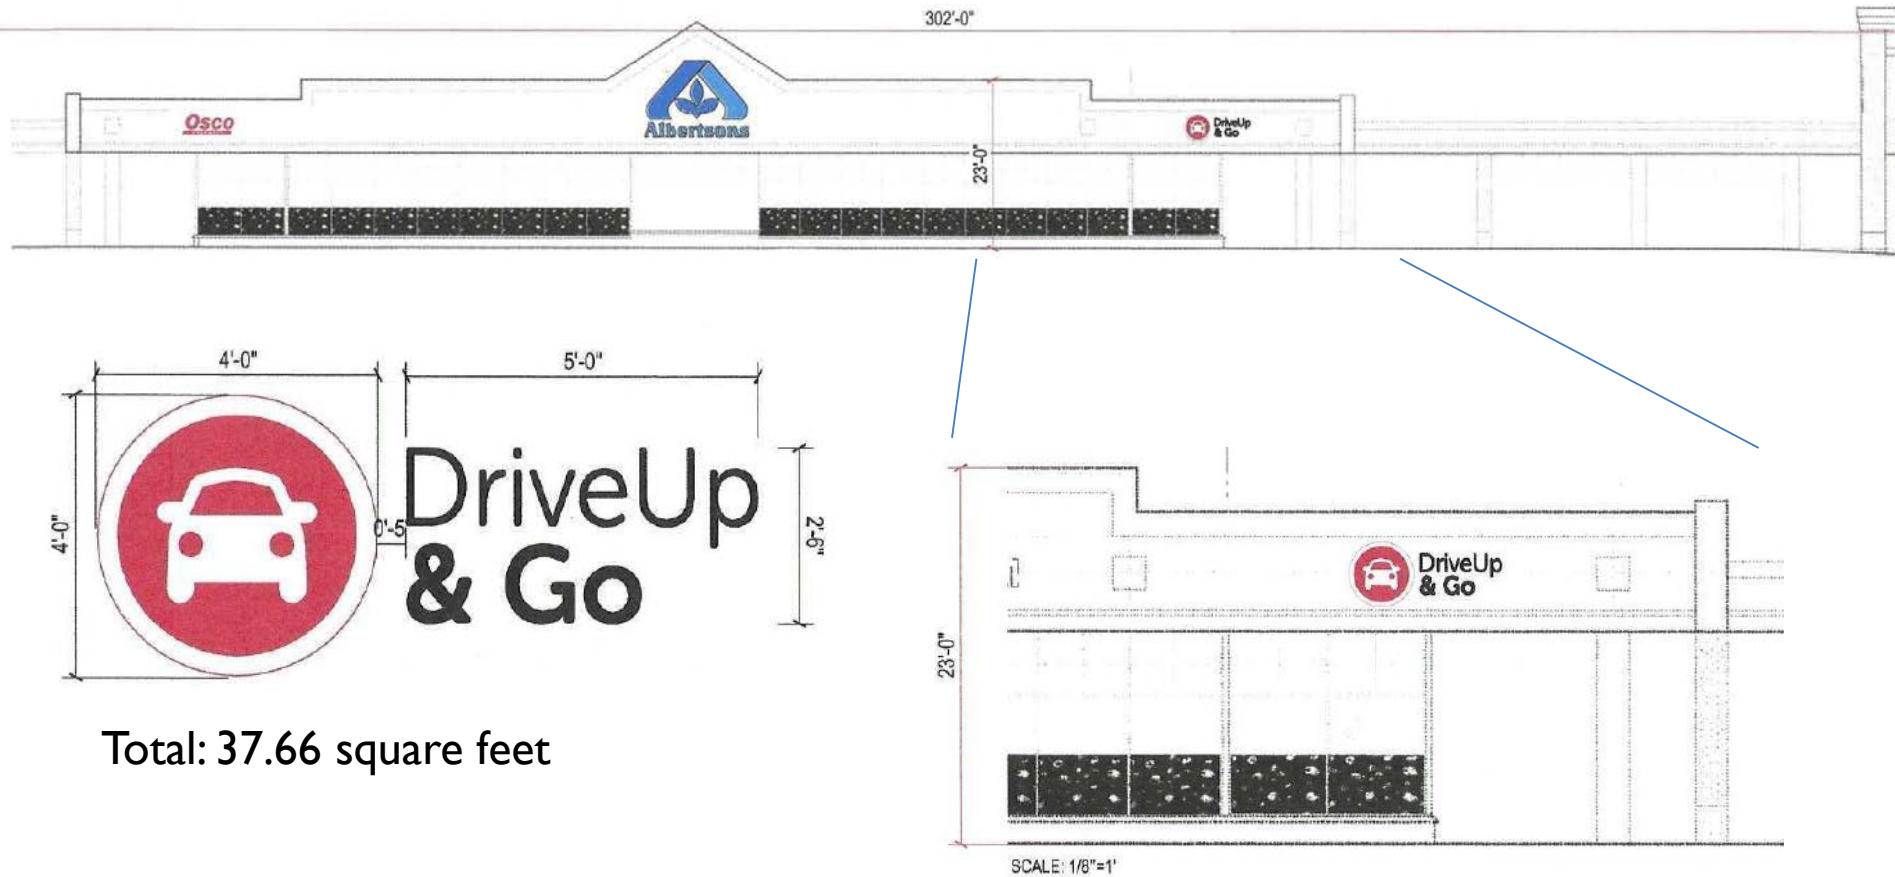 302'-0"
Osco
Albertsons
DriveUp
& Go
23'-0"
4'-0"
5'-0"
4'-0"
0'-5
DriveUp
& Go
2'-6"
Total: 37.66 square feet
23'-0"
DriveUp
& Go
SCALE: 1/8"=1'